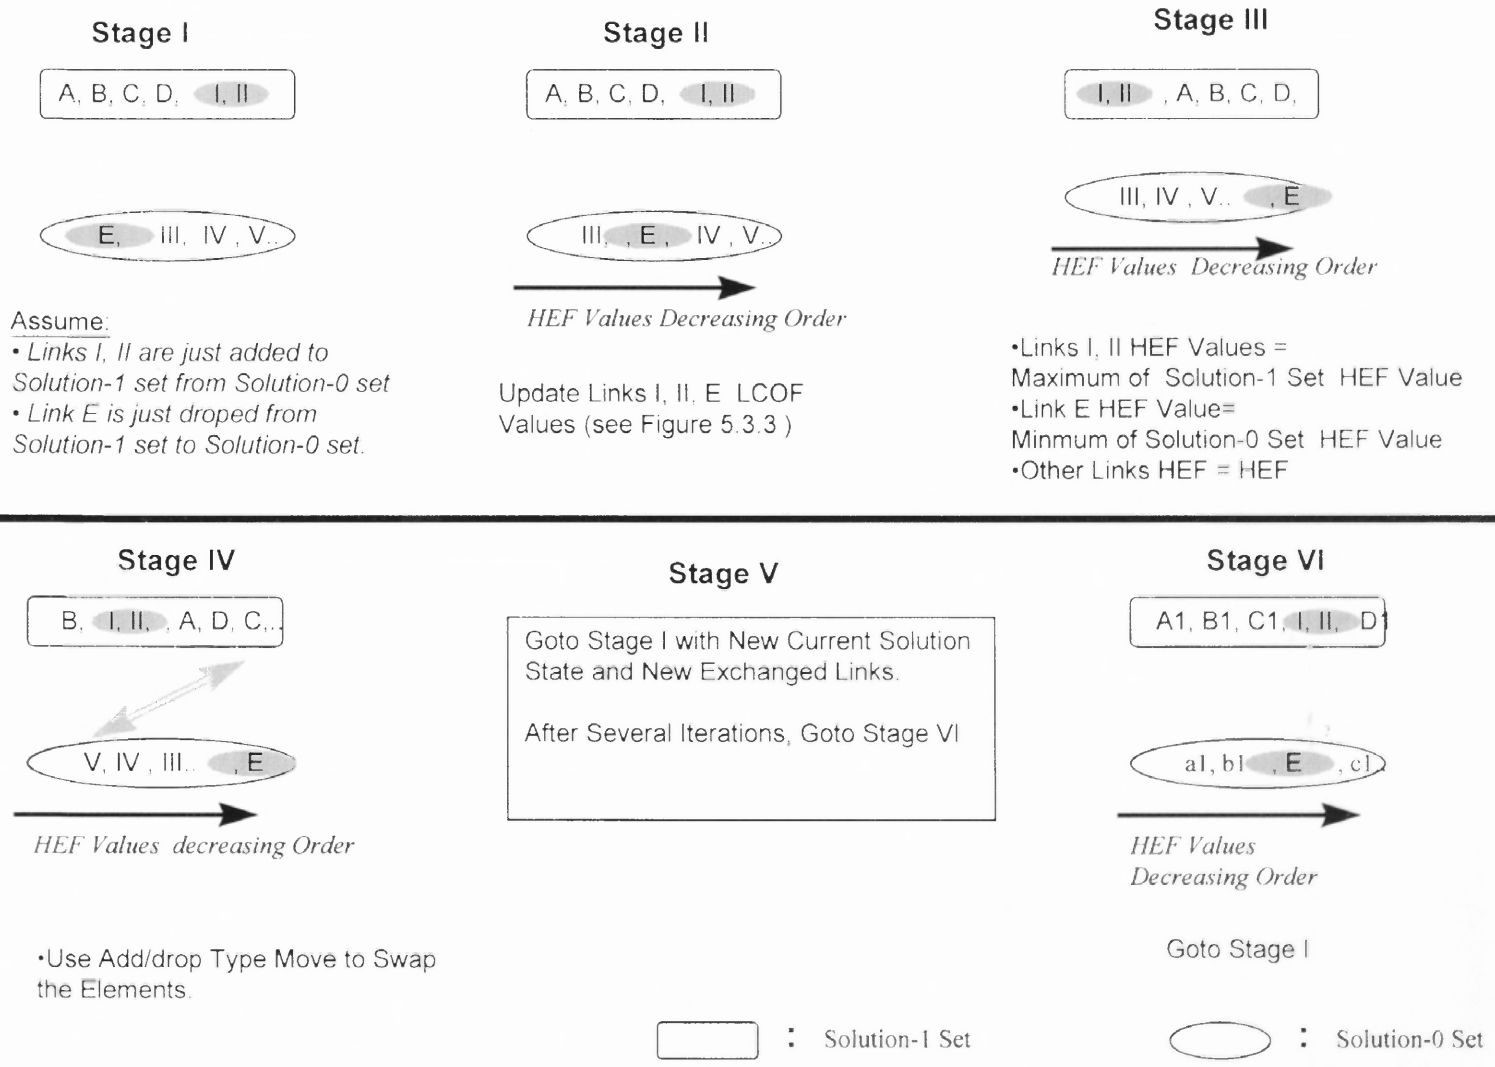 Stage I
A, B, C, D, I, II
E, III, IV , V..
Assume:
• Links I, II are just added to
Solution-1 set from Solution-0 set
• Link E is just droped from
Solution-1 set to Solution-0 set.
Stage II
A, B, C, D, I, II
III, , E , IV , V..
HEF Values Decreasing Order
Update Links I, II, E LCOF
Values (see Figure 5.3.3 )
Stage III
I, II , A, B, C, D,
III, IV , V.. , E
HEF Values Decreasing Order
•Links I, II HEF Values =
Maximum of Solution-1 Set HEF Value
•Link E HEF Value=
Minmum of Solution-0 Set HEF Value
•Other Links HEF = HEF
Stage IV
B, I, II, , A, D, C,..
V, IV , III.. , E
HEF Values decreasing Order
•Use Add/drop Type Move to Swap
the Elements.
Stage V
Goto Stage I with New Current Solution
State and New Exchanged Links.
After Several Iterations, Goto Stage VI
Stage VI
A1, B1, C1, I, II, D1
a1, b1 , E , c1..
HEF Values
Decreasing Order
Goto Stage I
: Solution-1 Set
: Solution-0 Set